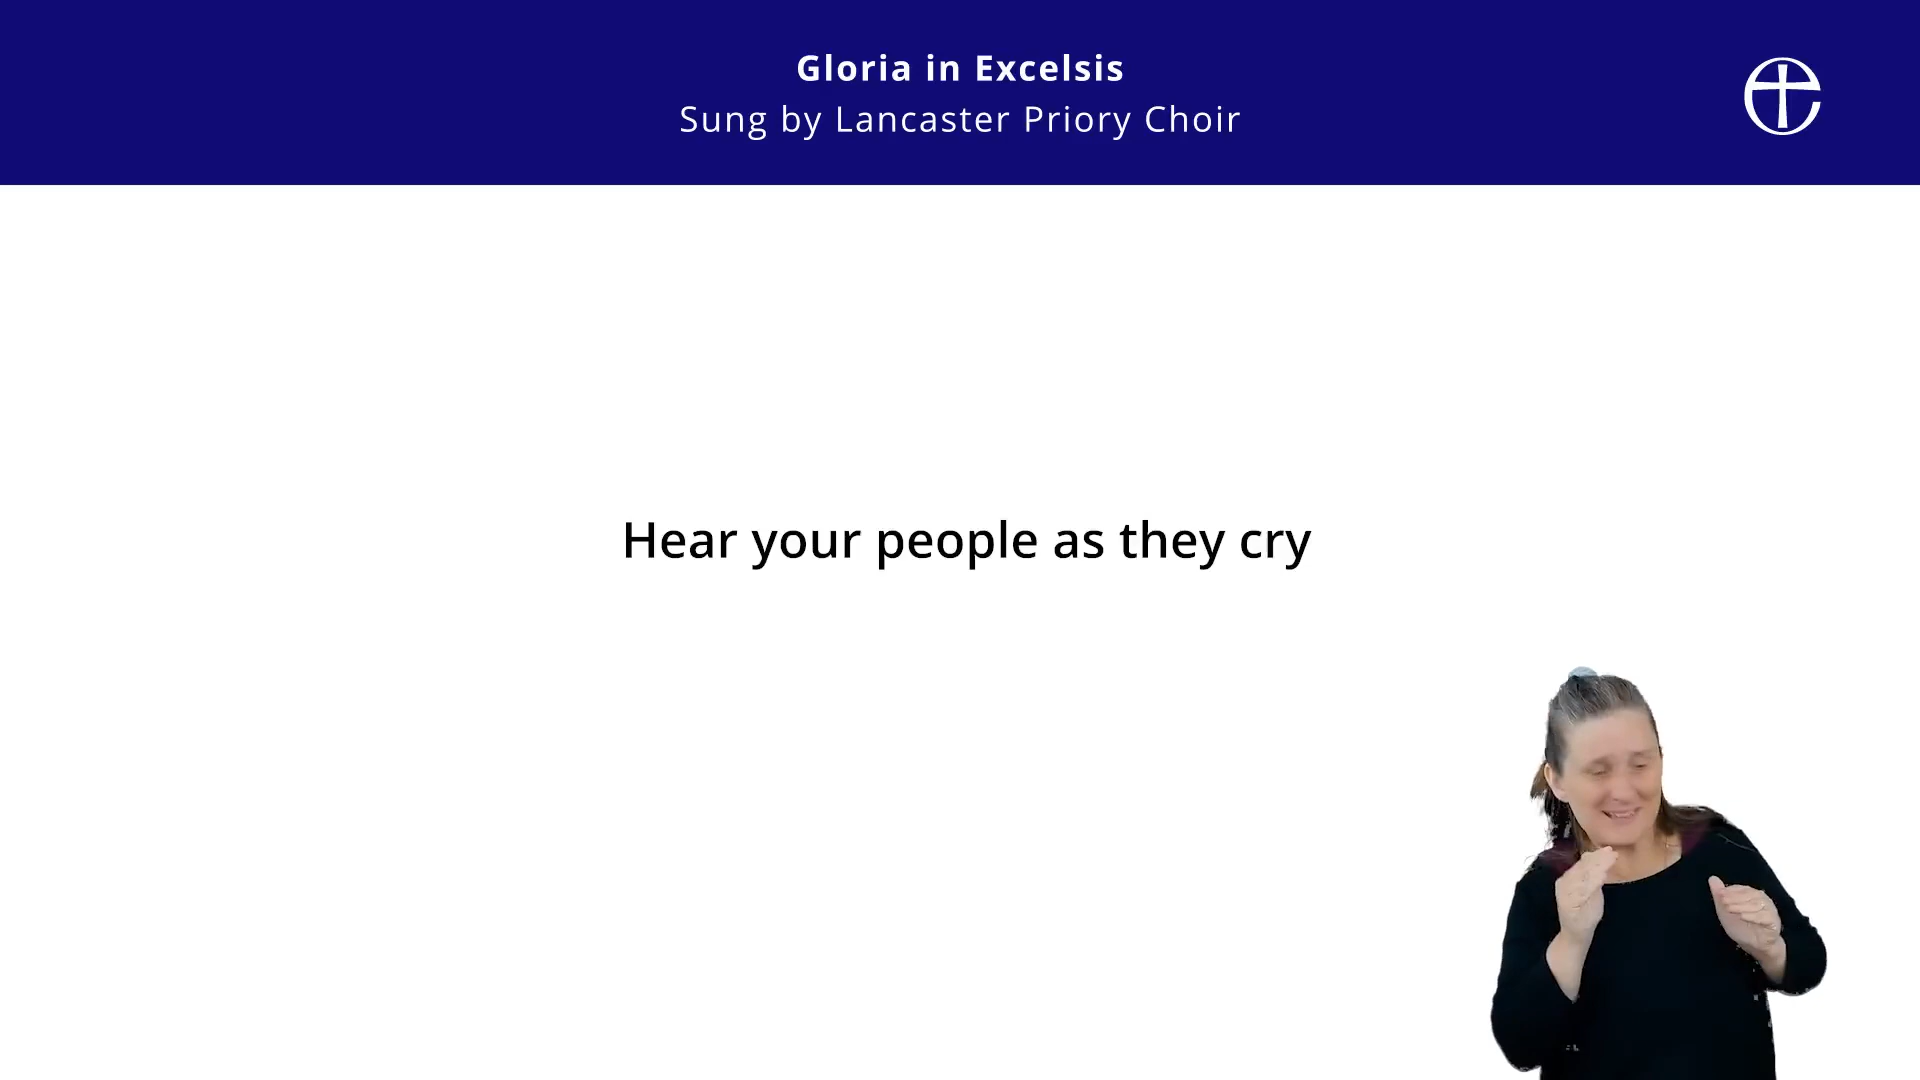 Gloria in Excelsis
Sung by Lancaster Priory Choir
Hear your people as they cry